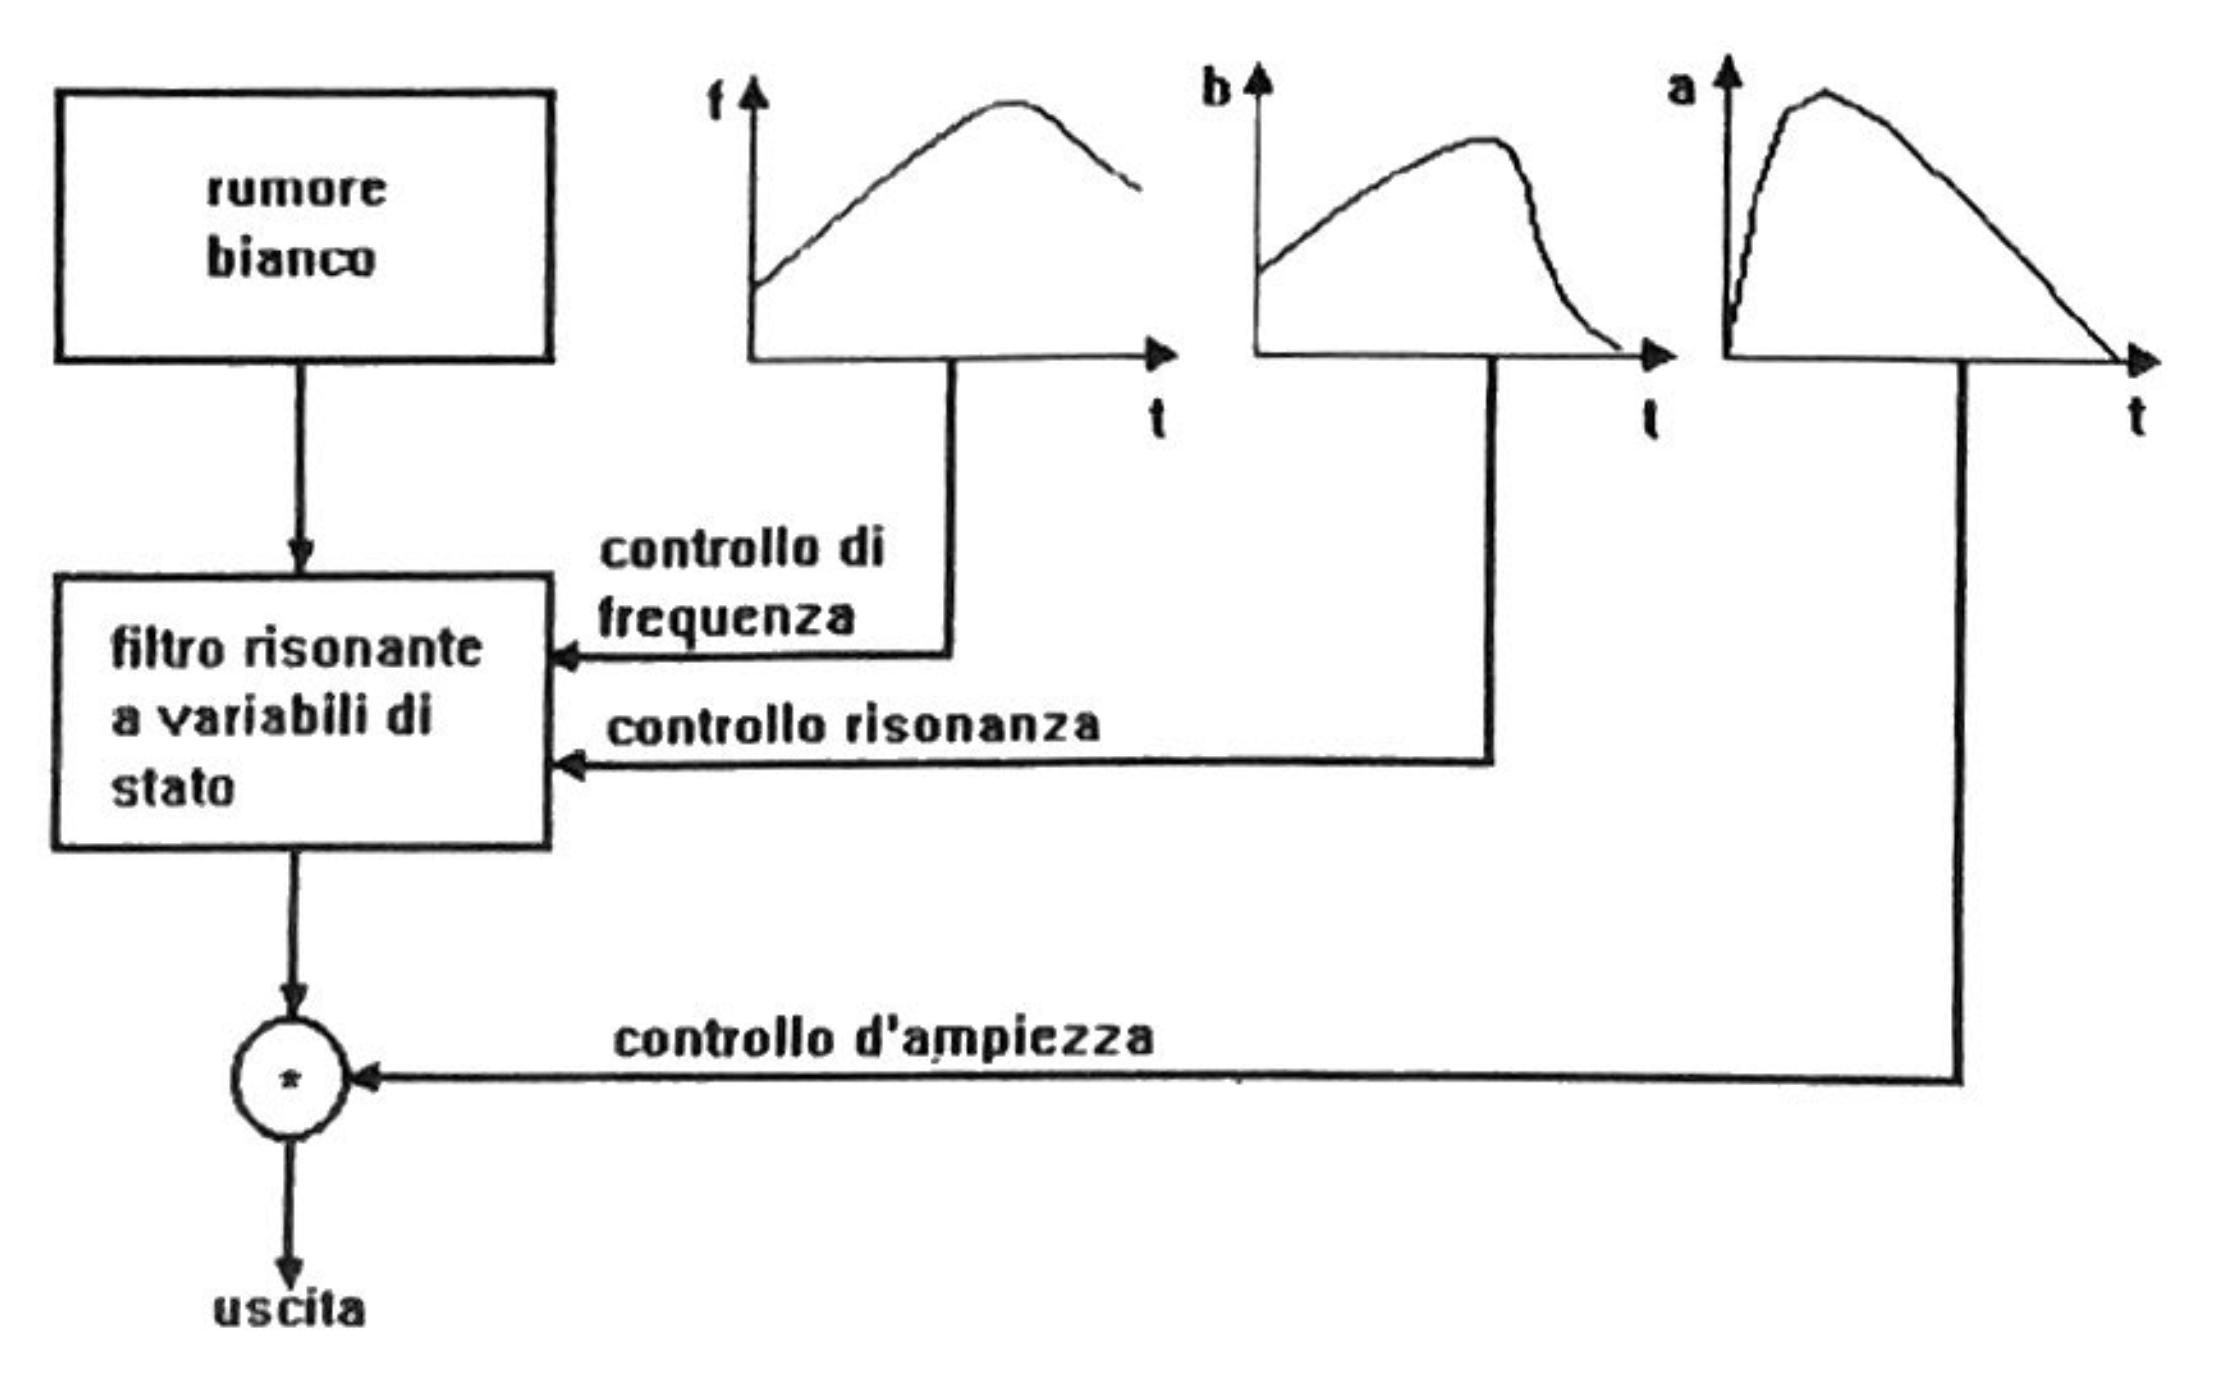 rumore
bianco
f
t
b
t
a
t
controllo di
frequenza
filtro risonante
a variabili di
stato
controllo risonanza
controllo d'ampiezza
*
uscita